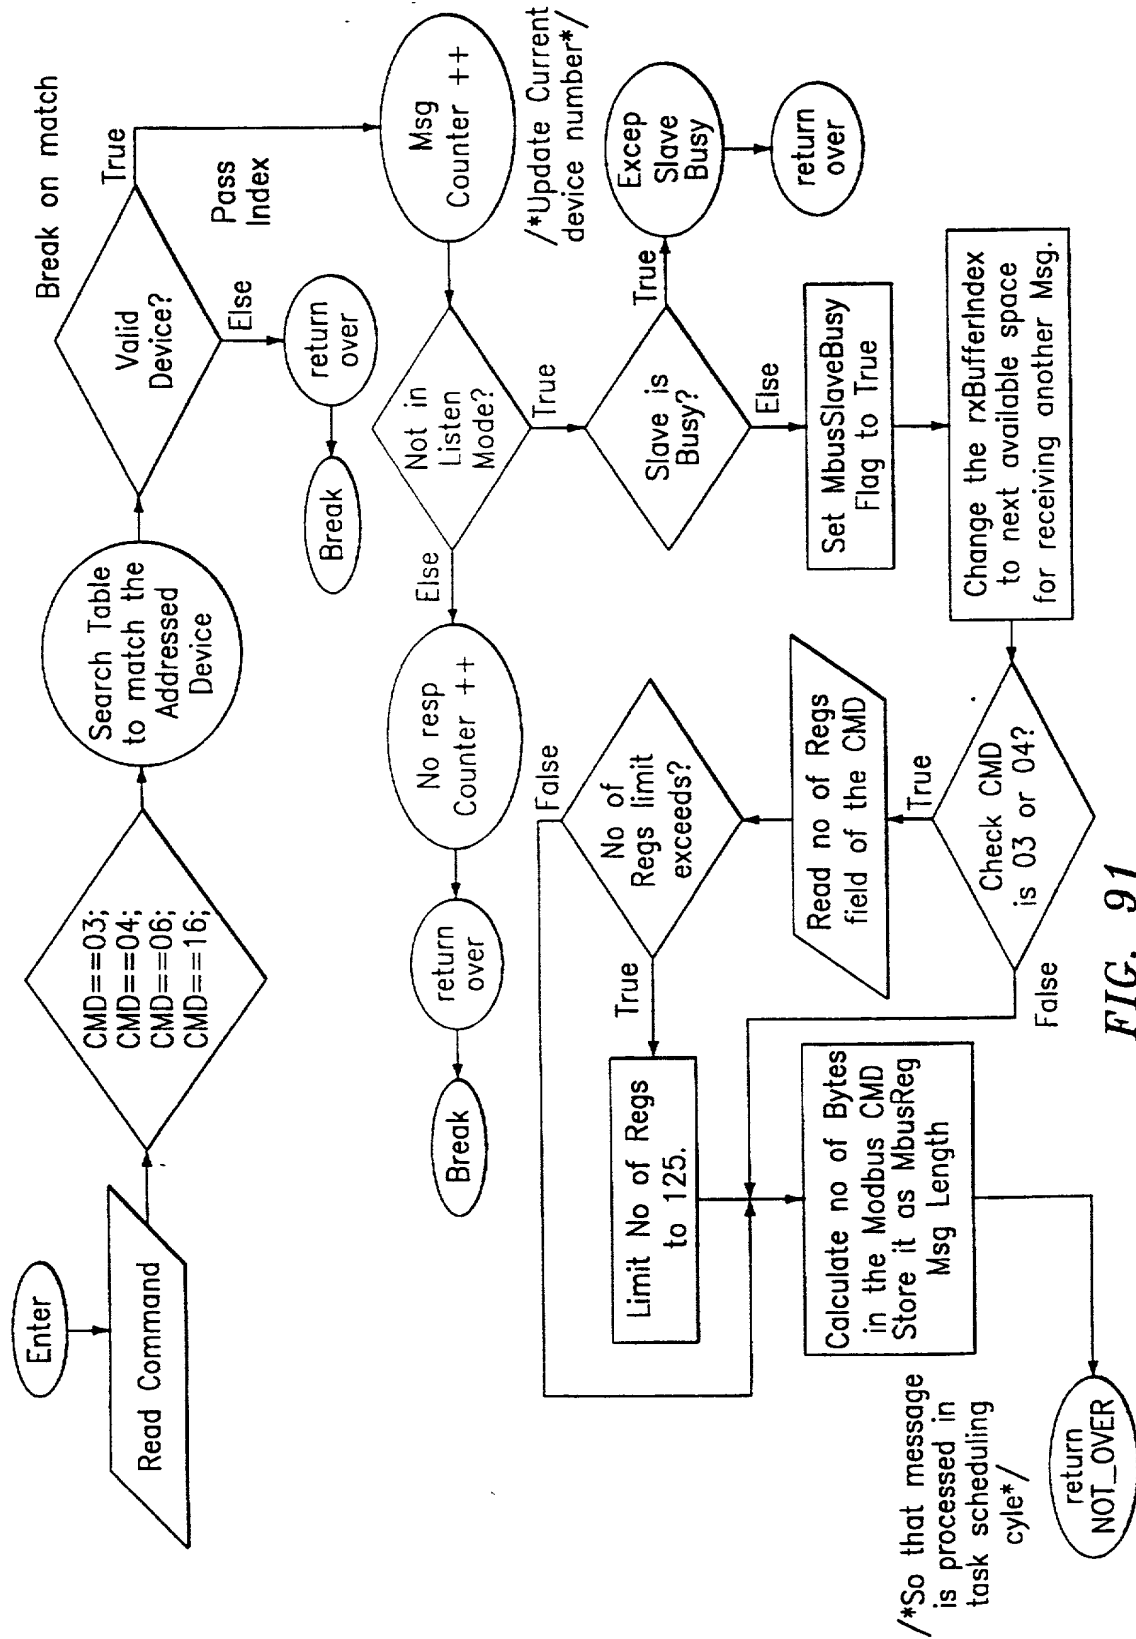 Enter
Read Command
CMD==03;
CMD==04;
CMD==06;
CMD==16;
Search Table
to match the
Addressed
Device
Break on match
Valid
Device?
True
Else
Pass
Index
return
over
Break
Msg
Counter ++
/*Update Current
device number*/
Not in
Listen
Mode?
Else
True
No resp
Counter ++
return
over
Break
Slave is
Busy?
True
Else
Excep
Slave
Busy
return
over
Set MbusSlaveBusy
Flag to True
Change the rxBufferIndex
to next available space
for receiving another Msg.
Check CMD
is 03 or 04?
True
False
Read no of Regs
field of the CMD
No of
Regs limit
exceeds?
False
True
Limit No of Regs
to 125.
Calculate no of Bytes
in the Modbus CMD
Store it as MbusReg
Msg Length
/*So that message
is processed in
task scheduling
cyle*/
return
NOT_OVER
FIG. 91